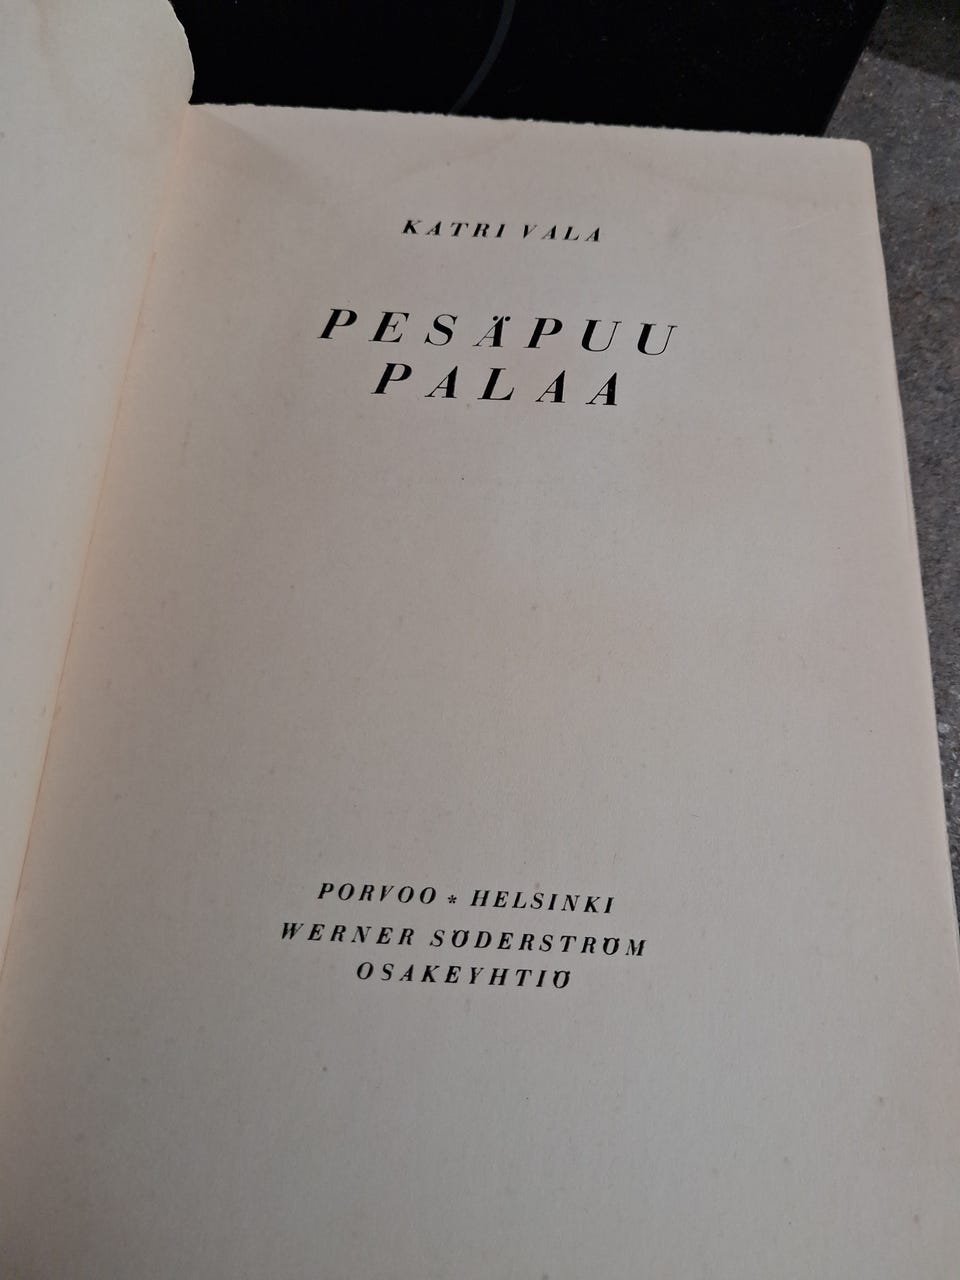 KATRI VALA
PESÄPUU
PALAA
PORVOO * HELSINKI
WERNER SÖDERSTRÖM
OSAKEYHTIÖ